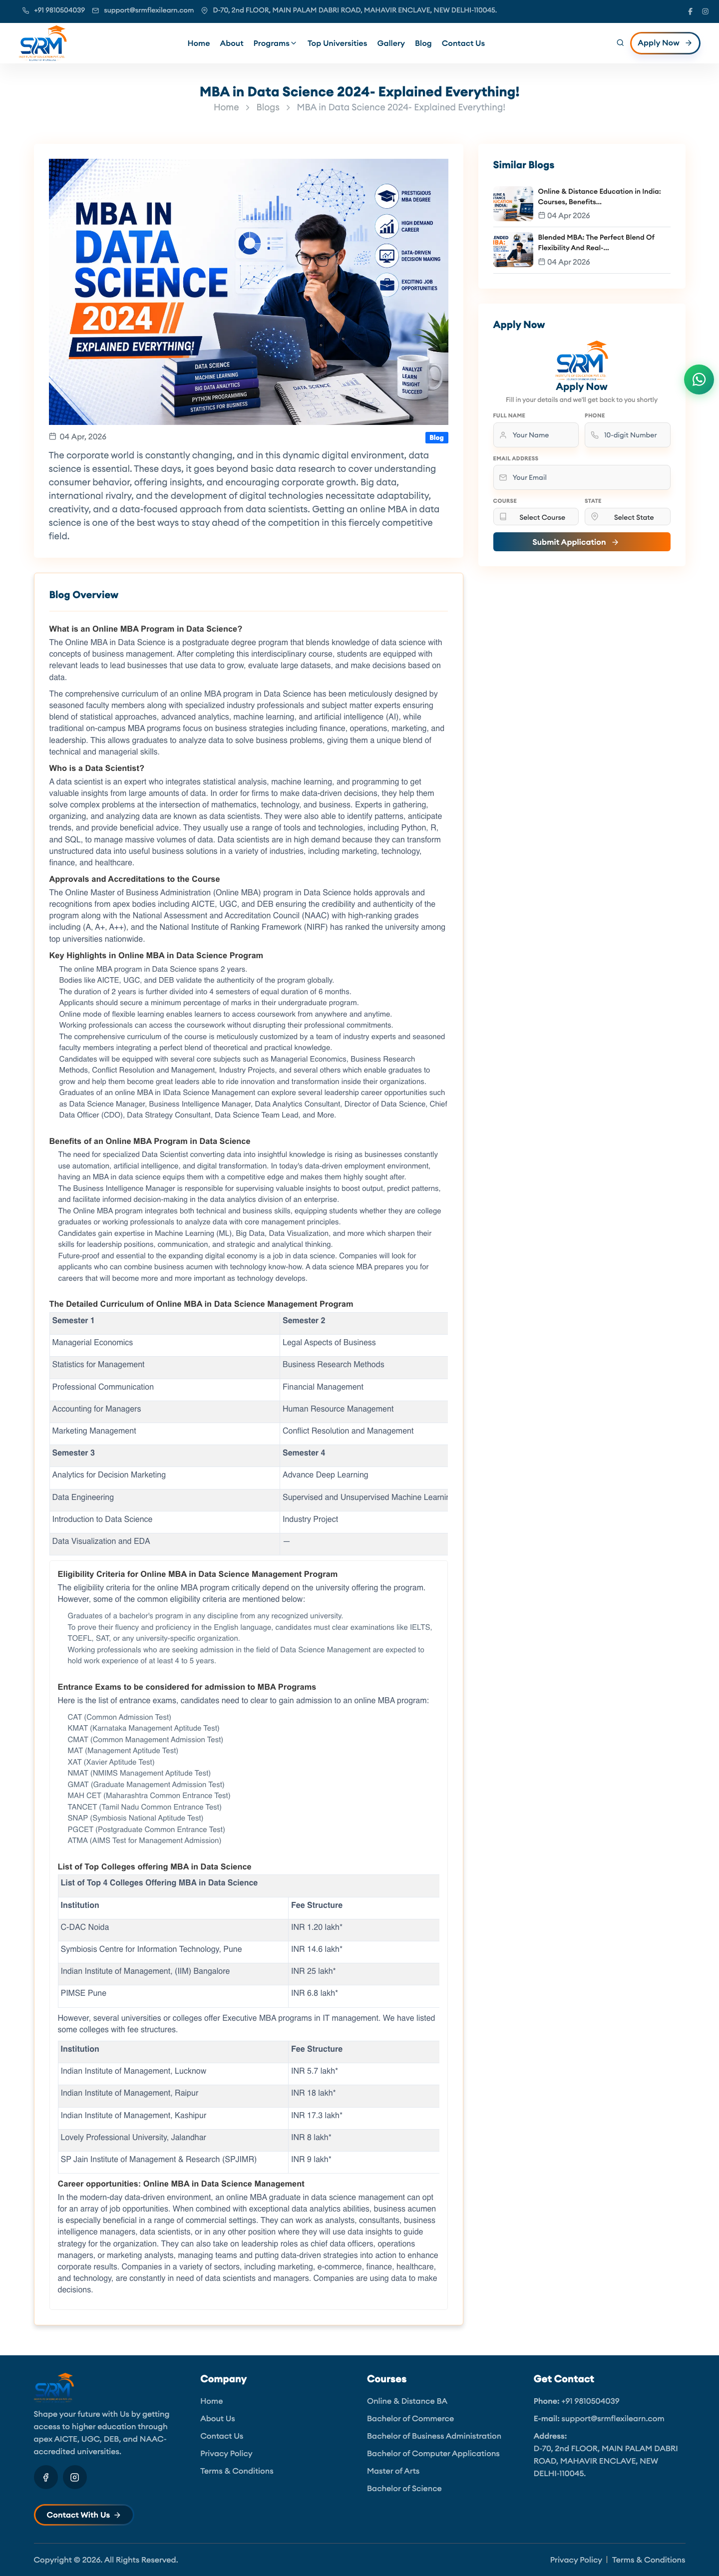 +91 9810504039
support@srmflexilearn.com
D-70, 2nd FLOOR, MAIN PALAM DABRI ROAD, MAHAVIR ENCLAVE, NEW DELHI-110045.
SRM
Home
About
Programs
Top Universities
Gallery
Blog
Contact Us
Apply Now
MBA in Data Science 2024- Explained Everything!
Home > Blogs > MBA in Data Science 2024- Explained Everything!
MBA IN
DATA
SCIENCE
2024
EXPLAINED EVERYTHING!
PRESTIGIOUS
MBA DEGREE
HIGH DEMAND
CAREER
DATA-DRIVEN
DECISION MAKING
EXCITING JOB
OPPORTUNITIES
DATA SCIENCE
MACHINE LEARNING
BIG DATA ANALYTICS
PYTHON PROGRAMMING
STATISTICS FOR BUSINESS
ANALYZE
LEARN
INSIGHT
SUCCEED
04 Apr, 2026
Blog
The corporate world is constantly changing, and in this dynamic digital environment, data
science is essential. These days, it goes beyond basic data research to cover understanding
consumer behavior, offering insights, and encouraging corporate growth. Big data,
international rivalry, and the development of digital technologies necessitate adaptability,
creativity, and a data-focused approach from data scientists. Getting an online MBA in data
science is one of the best ways to stay ahead of the competition in this fiercely competitive
field.
Similar Blogs
Online & Distance Education in India:
Courses, Benefits...
04 Apr 2026
Blended MBA: The Perfect Blend Of
Flexibility And Real-...
04 Apr 2026
Apply Now
SRM
Apply Now
Fill in your details and we'll get back to you shortly
FULL NAME
PHONE
Your Name
10-digit Number
EMAIL ADDRESS
Your Email
COURSE
STATE
Select Course
Select State
Submit Application
Blog Overview
What is an Online MBA Program in Data Science?
The Online MBA in Data Science is a postgraduate degree program that blends knowledge of data science with
concepts of business management. After completing this interdisciplinary course, students are equipped with
relevant leads to lead businesses that use data to grow, evaluate large datasets, and make decisions based on
data.
The comprehensive curriculum of an online MBA program in Data Science has been meticulously designed by
seasoned faculty members along with specialized industry professionals and subject matter experts ensuring
blend of statistical approaches, advanced analytics, machine learning, and artificial intelligence (AI), while
traditional on-campus MBA programs focus on business strategies including finance, operations, marketing, and
leadership. This allows graduates to analyze data to solve business problems, giving them a unique blend of
technical and managerial skills.
Who is a Data Scientist?
A data scientist is an expert who integrates statistical analysis, machine learning, and programming to get
valuable insights from large amounts of data. In order for firms to make data-driven decisions, they help them
solve complex problems at the intersection of mathematics, technology, and business. Experts in gathering,
organizing, and analyzing data are known as data scientists. They were also able to identify patterns, anticipate
trends, and provide beneficial advice. They usually use a range of tools and technologies, including Python, R,
and SQL, to manage massive volumes of data. Data scientists are in high demand because they can transform
unstructured data into useful business solutions in a variety of industries, including marketing, technology,
finance, and healthcare.
Approvals and Accreditations to the Course
The Online Master of Business Administration (Online MBA) program in Data Science holds approvals and
recognitions from apex bodies including AICTE, UGC, and DEB ensuring the credibility and authenticity of the
program along with the National Assessment and Accreditation Council (NAAC) with high-ranking grades
including (A, A+, A++), and the National Institute of Ranking Framework (NIRF) has ranked the university among
top universities nationwide.
Key Highlights in Online MBA in Data Science Program
The online MBA program in Data Science spans 2 years.
Bodies like AICTE, UGC, and DEB validate the authenticity of the program globally.
The duration of 2 years is further divided into 4 semesters of equal duration of 6 months.
Applicants should secure a minimum percentage of marks in their undergraduate program.
Online mode of flexible learning enables learners to access coursework from anywhere and anytime.
Working professionals can access the coursework without disrupting their professional commitments.
The comprehensive curriculum of the course is meticulously customized by a team of industry experts and seasoned
faculty members integrating a perfect blend of theoretical and practical knowledge.
Candidates will be equipped with several core subjects such as Managerial Economics, Business Research
Methods, Conflict Resolution and Management, Industry Projects, and several others which enable graduates to
grow and help them become great leaders able to ride innovation and transformation inside their organizations.
Graduates of an online MBA in IData Science Management can explore several leadership career opportunities such
as Data Science Manager, Business Intelligence Manager, Data Analytics Consultant, Director of Data Science, Chief
Data Officer (CDO), Data Strategy Consultant, Data Science Team Lead, and More.
Benefits of an Online MBA Program in Data Science
The need for specialized Data Scientist converting data into insightful knowledge is rising as businesses constantly
use automation, artificial intelligence, and digital transformation. In today's data-driven employment environment,
having an MBA in data science equips them with a competitive edge and makes them highly sought after.
The Business Intelligence Manager is responsible for supervising valuable insights to boost output, predict patterns,
and facilitate informed decision-making in the data analytics division of an enterprise.
The Online MBA program integrates both technical and business skills, equipping students whether they are college
graduates or working professionals to analyze data with core management principles.
Candidates gain expertise in Machine Learning (ML), Big Data, Data Visualization, and more which sharpen their
skills for leadership positions, communication, and strategic and analytical thinking.
Future-proof and essential to the expanding digital economy is a job in data science. Companies will look for
applicants who can combine business acumen with technology know-how. A data science MBA prepares you for
careers that will become more and more important as technology develops.
The Detailed Curriculum of Online MBA in Data Science Management Program
Semester 1
Semester 2
Managerial Economics
Legal Aspects of Business
Statistics for Management
Business Research Methods
Professional Communication
Financial Management
Accounting for Managers
Human Resource Management
Marketing Management
Conflict Resolution and Management
Semester 3
Semester 4
Analytics for Decision Marketing
Advance Deep Learning
Data Engineering
Supervised and Unsupervised Machine Learnin
Introduction to Data Science
Industry Project
Data Visualization and EDA
—
Eligibility Criteria for Online MBA in Data Science Management Program
The eligibility criteria for the online MBA program critically depend on the university offering the program.
However, some of the common eligibility criteria are mentioned below:
Graduates of a bachelor's program in any discipline from any recognized university.
To prove their fluency and proficiency in the English language, candidates must clear examinations like IELTS,
TOEFL, SAT, or any university-specific organization.
Working professionals who are seeking admission in the field of Data Science Management are expected to
hold work experience of at least 4 to 5 years.
Entrance Exams to be considered for admission to MBA Programs
Here is the list of entrance exams, candidates need to clear to gain admission to an online MBA program:
CAT (Common Admission Test)
KMAT (Karnataka Management Aptitude Test)
CMAT (Common Management Admission Test)
MAT (Management Aptitude Test)
XAT (Xavier Aptitude Test)
NMAT (NMIMS Management Aptitude Test)
GMAT (Graduate Management Admission Test)
MAH CET (Maharashtra Common Entrance Test)
TANCET (Tamil Nadu Common Entrance Test)
SNAP (Symbiosis National Aptitude Test)
PGCET (Postgraduate Common Entrance Test)
ATMA (AIMS Test for Management Admission)
List of Top Colleges offering MBA in Data Science
List of Top 4 Colleges Offering MBA in Data Science
Institution
Fee Structure
C-DAC Noida
INR 1.20 lakh*
Symbiosis Centre for Information Technology, Pune
INR 14.6 lakh*
Indian Institute of Management, (IIM) Bangalore
INR 25 lakh*
PIMSE Pune
INR 6.8 lakh*
However, several universities or colleges offer Executive MBA programs in IT management. We have listed
some colleges with fee structures.
Institution
Fee Structure
Indian Institute of Management, Lucknow
INR 5.7 lakh*
Indian Institute of Management, Raipur
INR 18 lakh*
Indian Institute of Management, Kashipur
INR 17.3 lakh*
Lovely Professional University, Jalandhar
INR 8 lakh*
SP Jain Institute of Management & Research (SPJIMR)
INR 9 lakh*
Career opportunities: Online MBA in Data Science Management
In the modern-day data-driven environment, an online MBA graduate in data science management can opt
for an array of job opportunities. When combined with exceptional data analytics abilities, business acumen
is especially beneficial in a range of commercial settings. They can work as analysts, consultants, business
intelligence managers, data scientists, or in any other position where they will use data insights to guide
strategy for the organization. They can also take on leadership roles as chief data officers, operations
managers, or marketing analysts, managing teams and putting data-driven strategies into action to enhance
corporate results. Companies in a variety of sectors, including marketing, e-commerce, finance, healthcare,
and technology, are constantly in need of data scientists and managers. Companies are using data to make
decisions.
SRM
Shape your future with Us by getting
access to higher education through
apex AICTE, UGC, DEB, and NAAC-
accredited universities.
Contact With Us
Company
Home
About Us
Contact Us
Privacy Policy
Terms & Conditions
Courses
Online & Distance BA
Bachelor of Commerce
Bachelor of Business Administration
Bachelor of Computer Applications
Master of Arts
Bachelor of Science
Get Contact
Phone: +91 9810504039
E-mail: support@srmflexilearn.com
Address:
D-70, 2nd FLOOR, MAIN PALAM DABRI
ROAD, MAHAVIR ENCLAVE, NEW
DELHI-110045.
Copyright © 2026. All Rights Reserved.
Privacy Policy | Terms & Conditions